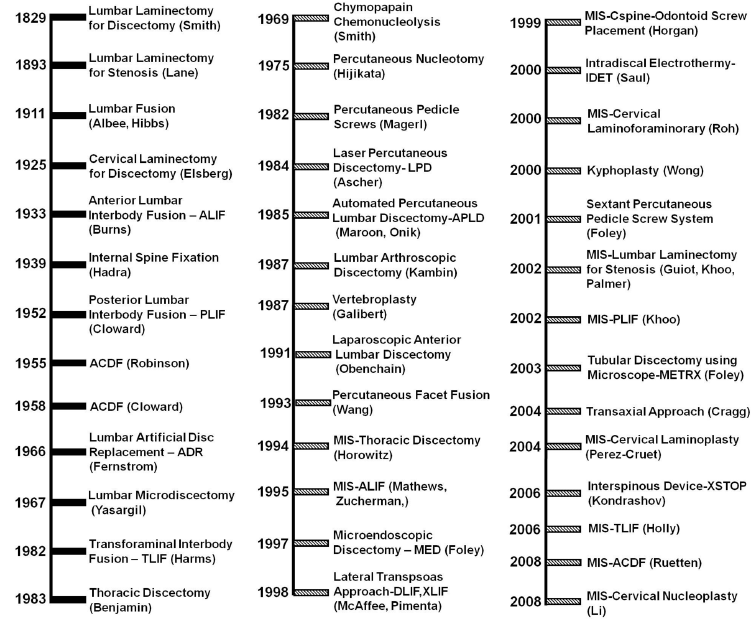 1829
Lumbar Laminectomy
for Discectomy (Smith)
1893
Lumbar Laminectomy
for Stenosis (Lane)
1911
Lumbar Fusion
(Albee, Hibbs)
1925
Cervical Laminectomy
for Discectomy (Elsberg)
1933
Anterior Lumbar
Interbody Fusion – ALIF
(Burns)
1939
Internal Spine Fixation
(Hadra)
1952
Posterior Lumbar
Interbody Fusion – PLIF
(Cloward)
1955
ACDF (Robinson)
1958
ACDF (Cloward)
1966
Lumbar Artificial Disc
Replacement – ADR
(Fernstrom)
1967
Lumbar Microdiscectomy
(Yasargil)
1982
Transforaminal Interbody
Fusion – TLIF (Harms)
1983
Thoracic Discectomy
(Benjamin)
1969
Chymopapain
Chemonucleolysis
(Smith)
1975
Percutaneous Nucleotomy
(Hijikata)
1982
Percutaneous Pedicle
Screws (Magerl)
1984
Laser Percutaneous
Discectomy- LPD
(Ascher)
1985
Automated Percutaneous
Lumbar Discectomy-APLD
(Maroon, Onik)
1987
Lumbar Arthroscopic
Discectomy (Kambin)
1987
Vertebroplasty
(Galibert)
1991
Laparoscopic Anterior
Lumbar Discectomy
(Obenchain)
1993
Percutaneous Facet Fusion
(Wang)
1994
MIS-Thoracic Discectomy
(Horowitz)
1995
MIS-ALIF (Mathews,
Zucherman,)
1997
Microendoscopic
Discectomy – MED (Foley)
1998
Lateral Transpsoas
Approach-DLIF,XLIF
(McAffee, Pimenta)
1999
MIS-Cspine-Odontoid Screw
Placement (Horgan)
2000
Intradiscal Electrothermy-
IDET (Saul)
2000
MIS-Cervical
Laminoforaminorary (Roh)
2000
Kyphoplasty (Wong)
2001
Sextant Percutaneous
Pedicle Screw System
(Foley)
2002
MIS-Lumbar Laminectomy
for Stenosis (Guiot, Khoo,
Palmer)
2002
MIS-PLIF (Khoo)
2003
Tubular Discectomy using
Microscope-METRX (Foley)
2004
Transaxial Approach (Cragg)
2004
MIS-Cervical Laminoplasty
(Perez-Cruet)
2006
Interspinous Device-XSTOP
(Kondrashov)
2006
MIS-TLIF (Holly)
2008
MIS-ACDF (Ruetten)
2008
MIS-Cervical Nucleoplasty
(Li)